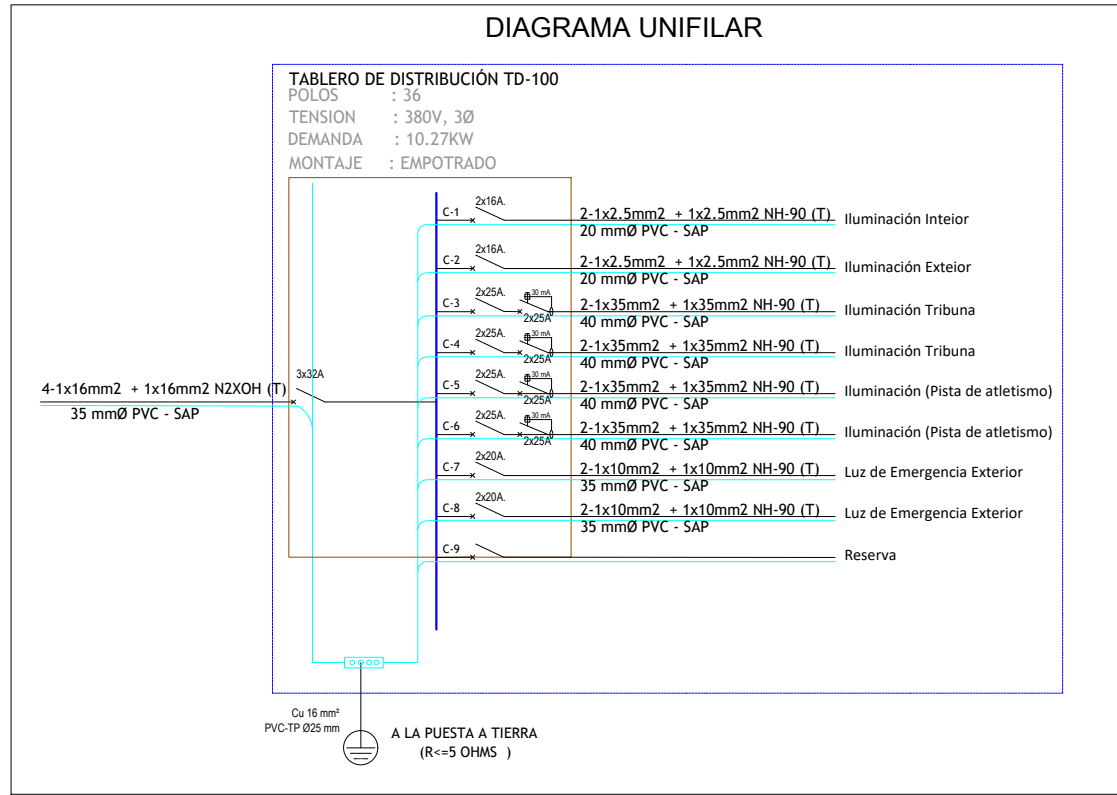 DIAGRAMA UNIFILAR
TABLERO DE DISTRIBUCIÓN TD-100
POLOS : 36
TENSION : 380V, 3Ø
DEMANDA : 10.27KW
MONTAJE : EMPOTRADO
C-1 2x16A. 2-1x2.5mm2 + 1x2.5mm2 NH-90 (T) Iluminación Inteior
20 mmØ PVC - SAP
C-2 2x16A. 2-1x2.5mm2 + 1x2.5mm2 NH-90 (T) Iluminación Exteior
20 mmØ PVC - SAP
C-3 2x25A. 30 mA 2x25A 2-1x35mm2 + 1x35mm2 NH-90 (T) Iluminación Tribuna
40 mmØ PVC - SAP
C-4 2x25A. 30 mA 2x25A 2-1x35mm2 + 1x35mm2 NH-90 (T) Iluminación Tribuna
40 mmØ PVC - SAP
C-5 2x25A. 30 mA 2x25A 2-1x35mm2 + 1x35mm2 NH-90 (T) Iluminación (Pista de atletismo)
40 mmØ PVC - SAP
4-1x16mm2 + 1x16mm2 N2XOH (T) 3x32A
35 mmØ PVC - SAP
C-6 2x25A. 30 mA 2x25A 2-1x35mm2 + 1x35mm2 NH-90 (T) Iluminación (Pista de atletismo)
40 mmØ PVC - SAP
C-7 2x20A. 2-1x10mm2 + 1x10mm2 NH-90 (T) Luz de Emergencia Exterior
35 mmØ PVC - SAP
C-8 2x20A. 2-1x10mm2 + 1x10mm2 NH-90 (T) Luz de Emergencia Exterior
35 mmØ PVC - SAP
C-9 Reserva
Cu 16 mm²
PVC-TP Ø25 mm
A LA PUESTA A TIERRA
(R<=5 OHMS )